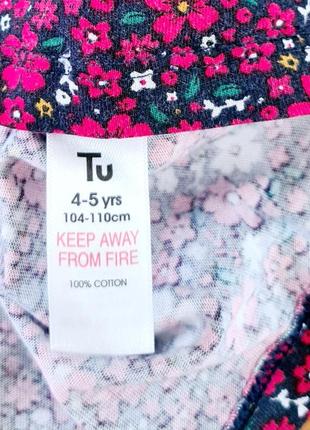 Tu
4-5 yrs
104-110cm
KEEP AWAY
FROM FIRE
100% COTTON